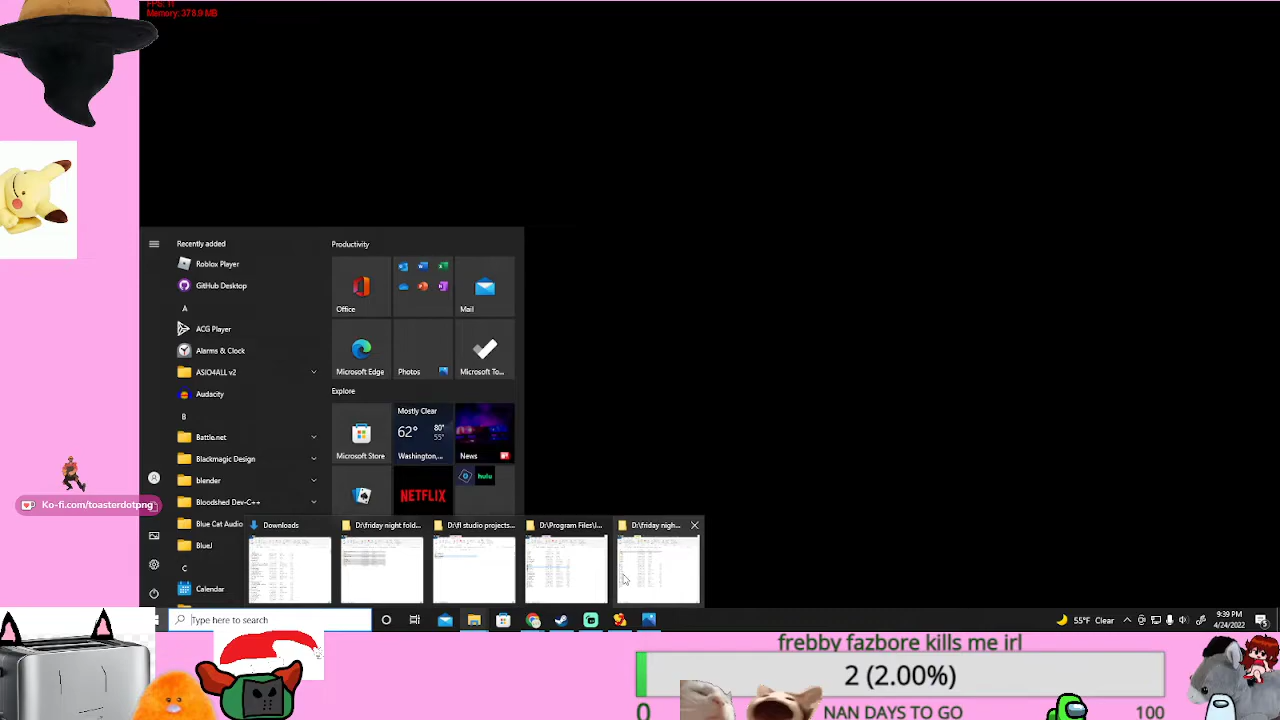 FPS: 11
Memory: 378.9 MB
Recently added
Productivity
Roblox Player
GitHub Desktop
A
ACG Player
Alarms & Clock
ASIO4ALL v2
Audacity
B
Battle.net
Blackmagic Design
blender
Bloodshed Dev-C++
Blue Cat Audio
BlueJ
C
Calendar
Office
Mail
Microsoft Edge
Photos
Microsoft To...
Explore
Mostly Clear
62°
80°
55°
Microsoft Store
Washington,...
News
hulu
NETFLIX
Ko-fi.com/toasterdotpng
Downloads
D:\friday night fold...
D:\fl studio projects...
D:\Program Files\l...
D:\friday nigh...
Type here to search
55°F Clear
9:39 PM
4/24/2022
5
frebby fazbore kills me irl
2 (2.00%)
0
NAN DAYS TO GO
100